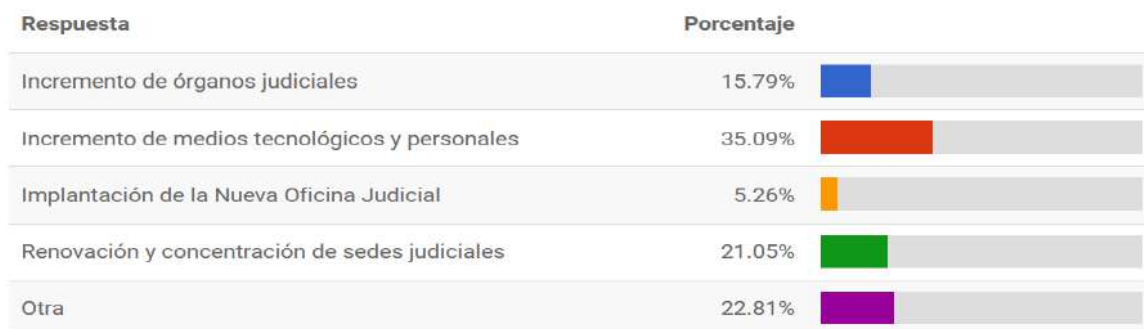 Respuesta Porcentaje
Incremento de órganos judiciales 15.79%
Incremento de medios tecnológicos y personales 35.09%
Implantación de la Nueva Oficina Judicial 5.26%
Renovación y concentración de sedes judiciales 21.05%
Otra 22.81%